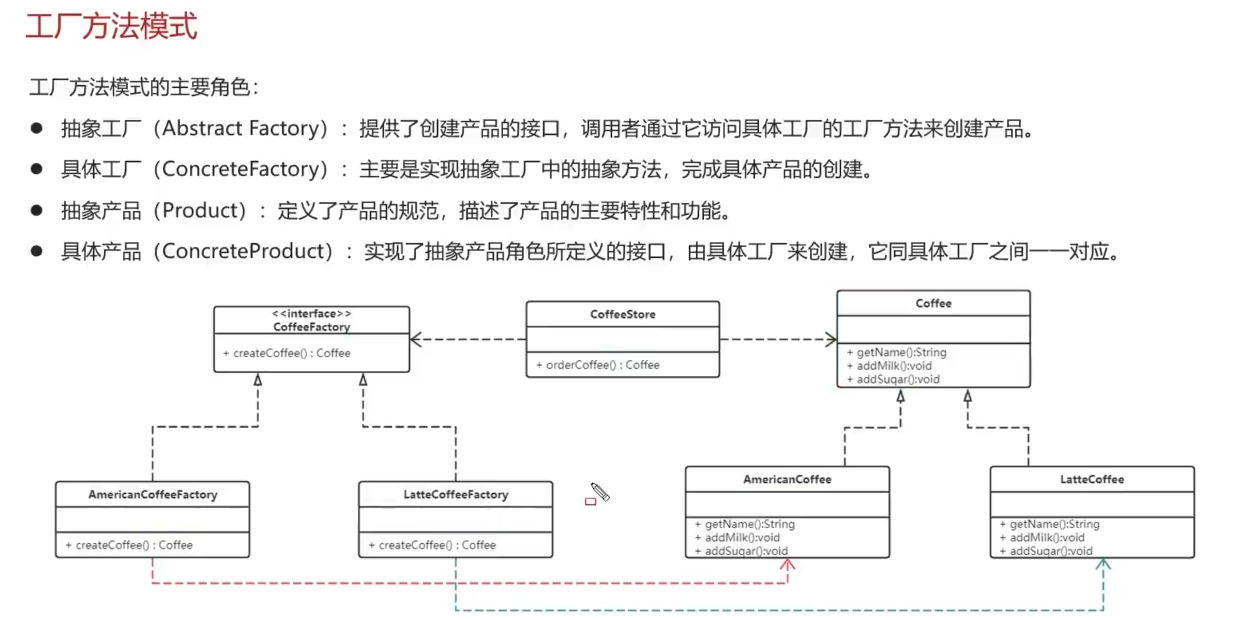 工厂方法模式
工厂方法模式的主要角色：
● 抽象工厂（Abstract Factory）：提供了创建产品的接口，调用者通过它访问具体工厂的工厂方法来创建产品。
● 具体工厂（ConcreteFactory）：主要是实现抽象工厂中的抽象方法，完成具体产品的创建。
● 抽象产品（Product）：定义了产品的规范，描述了产品的主要特性和功能。
● 具体产品（ConcreteProduct）：实现了抽象产品角色所定义的接口，由具体工厂来创建，它同具体工厂之间一一对应。
<<interface>>
CoffeeFactory
+ createCoffee() : Coffee
CoffeeStore
+ orderCoffee() : Coffee
Coffee
+ getName():String
+ addMilk():void
+ addSugar():void
AmericanCoffeeFactory
+ createCoffee() : Coffee
LatteCoffeeFactory
+ createCoffee() : Coffee
AmericanCoffee
+ getName():String
+ addMilk():void
+ addSugar():void
LatteCoffee
+ getName():String
+ addMilk():void
+ addSugar():void